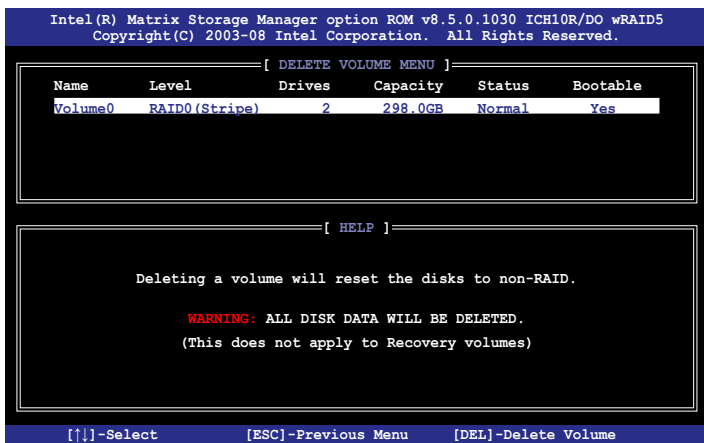 Intel(R) Matrix Storage Manager option ROM v8.5.0.1030 ICH10R/DO wRAID5
Copyright(C) 2003-08 Intel Corporation.  All Rights Reserved.
[ DELETE VOLUME MENU ]
Name Level Drives Capacity Status Bootable
Volume0 RAID0(Stripe) 2 298.0GB Normal Yes
[ HELP ]
Deleting a volume will reset the disks to non-RAID.
WARNING: ALL DISK DATA WILL BE DELETED.
(This does not apply to Recovery volumes)
[↑↓]-Select [ESC]-Previous Menu [DEL]-Delete Volume